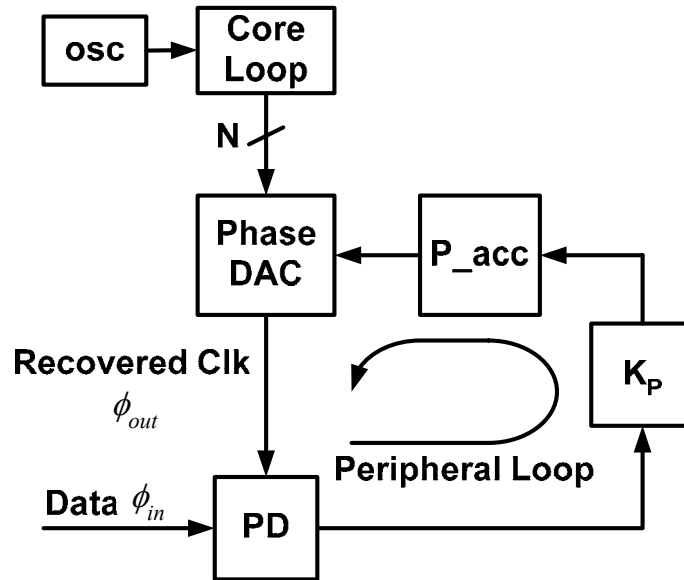 osc
Core
Loop
N
Phase
DAC
P_acc
Recovered Clk
ϕout
KP
Peripheral Loop
Data ϕin
PD